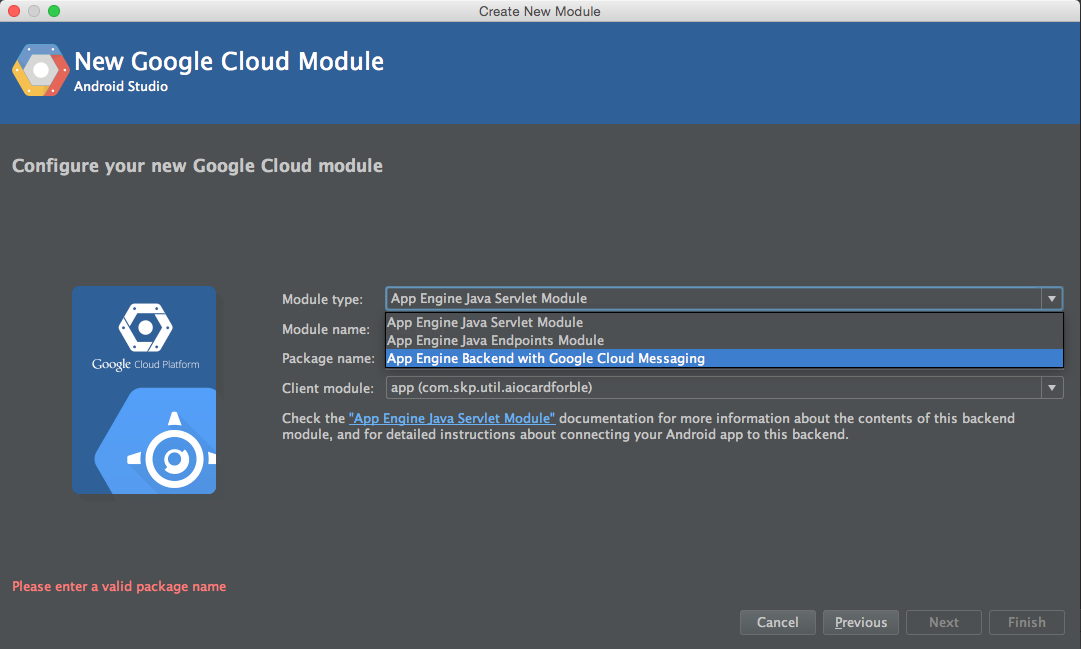 Create New Module
New Google Cloud Module
Android Studio
Configure your new Google Cloud module
Google Cloud Platform
Module type:
App Engine Java Servlet Module
Module name:
App Engine Java Servlet Module
App Engine Java Endpoints Module
Package name:
App Engine Backend with Google Cloud Messaging
Client module:
app (com.skp.util.aiocardforble)
Check the "App Engine Java Servlet Module" documentation for more information about the contents of this backend
module, and for detailed instructions about connecting your Android app to this backend.
Please enter a valid package name
Cancel
Previous
Next
Finish